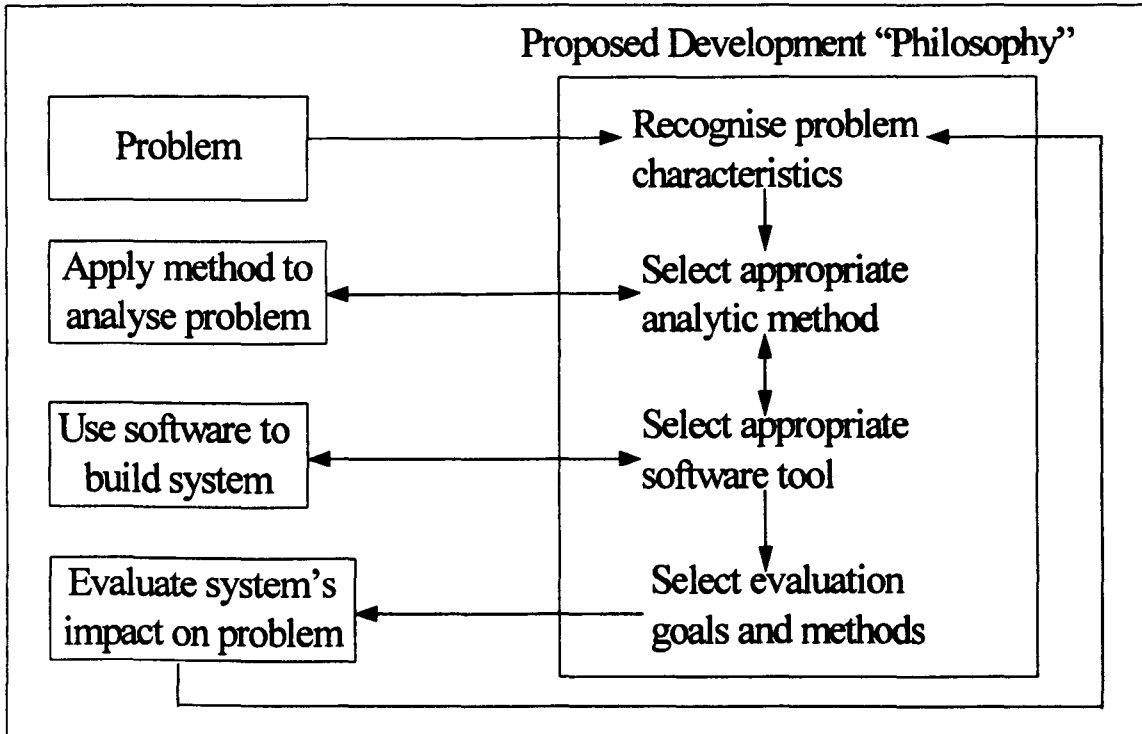 Proposed Development “Philosophy”
Problem
Recognise problem
characteristics
Apply method to
analyse problem
Select appropriate
analytic method
Use software to
build system
Select appropriate
software tool
Evaluate system’s
impact on problem
Select evaluation
goals and methods